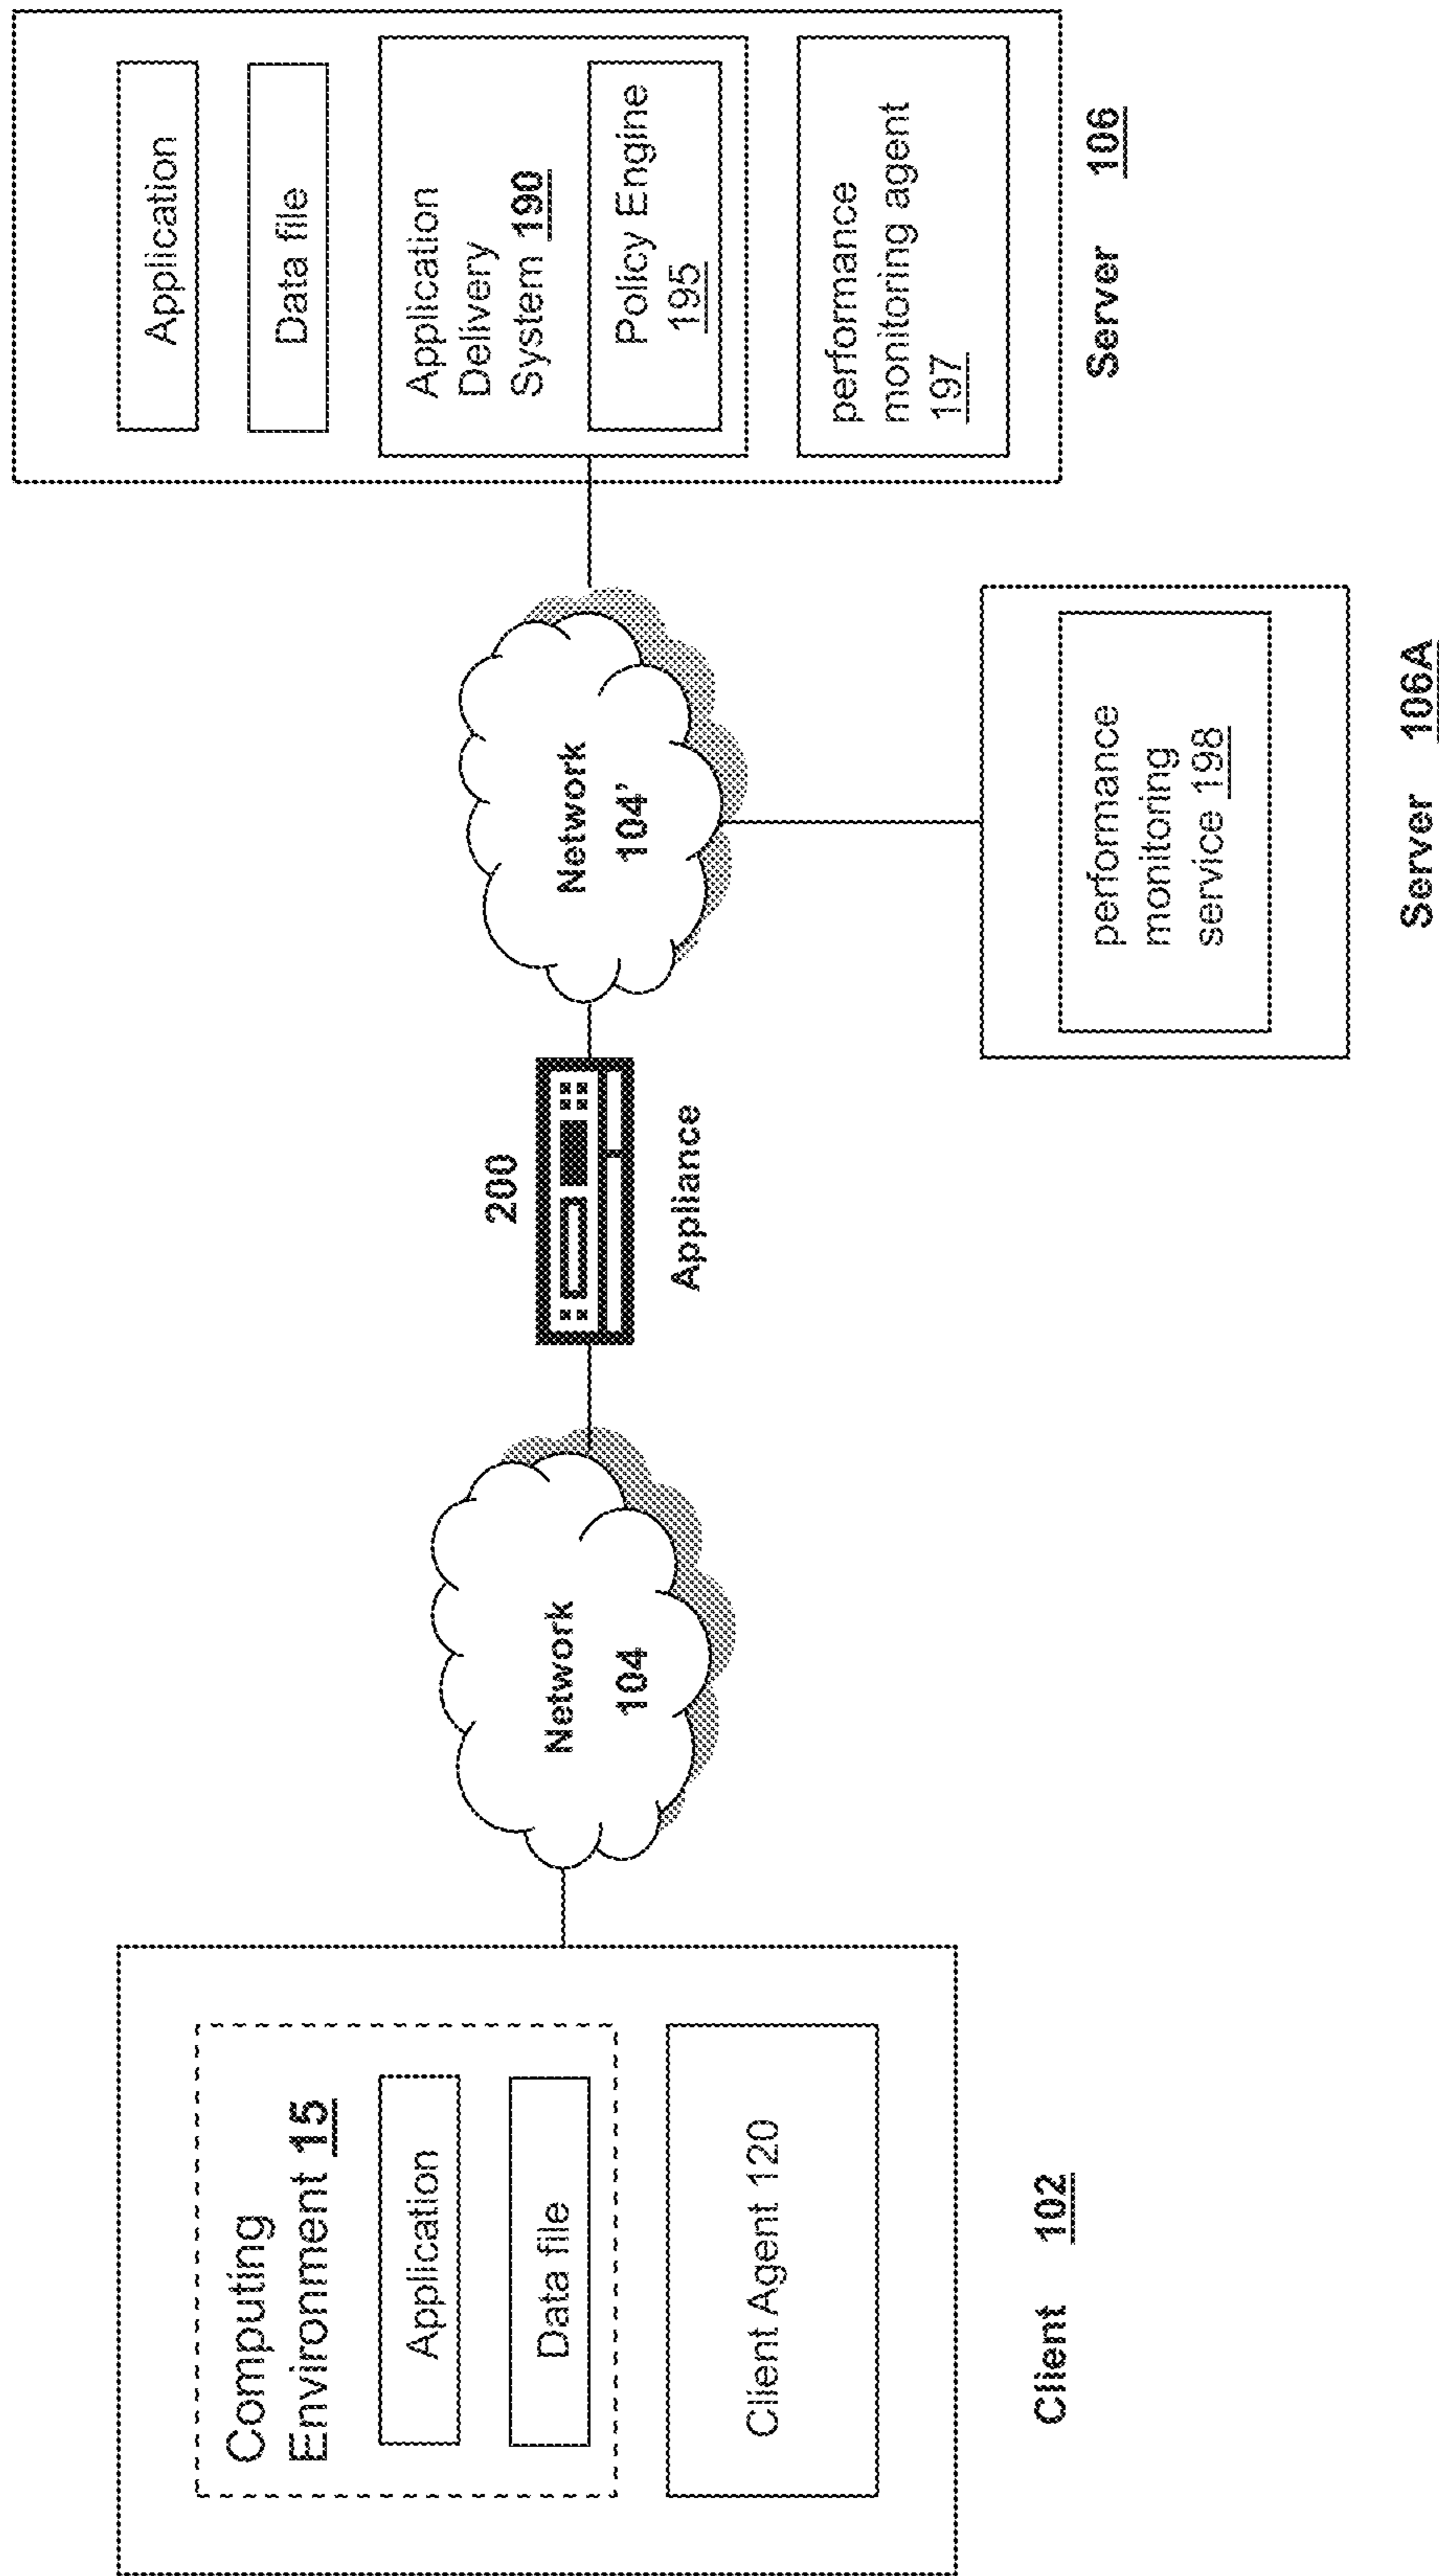 Computing
Environment 15
Application
Data file
Client Agent 120
Client 102
Network
104
200
Appliance
Network
104'
performance
monitoring
service 198
Server 106A
Application
Data file
Application
Delivery
System 190
Policy Engine
195
performance
monitoring agent
197
Server 106